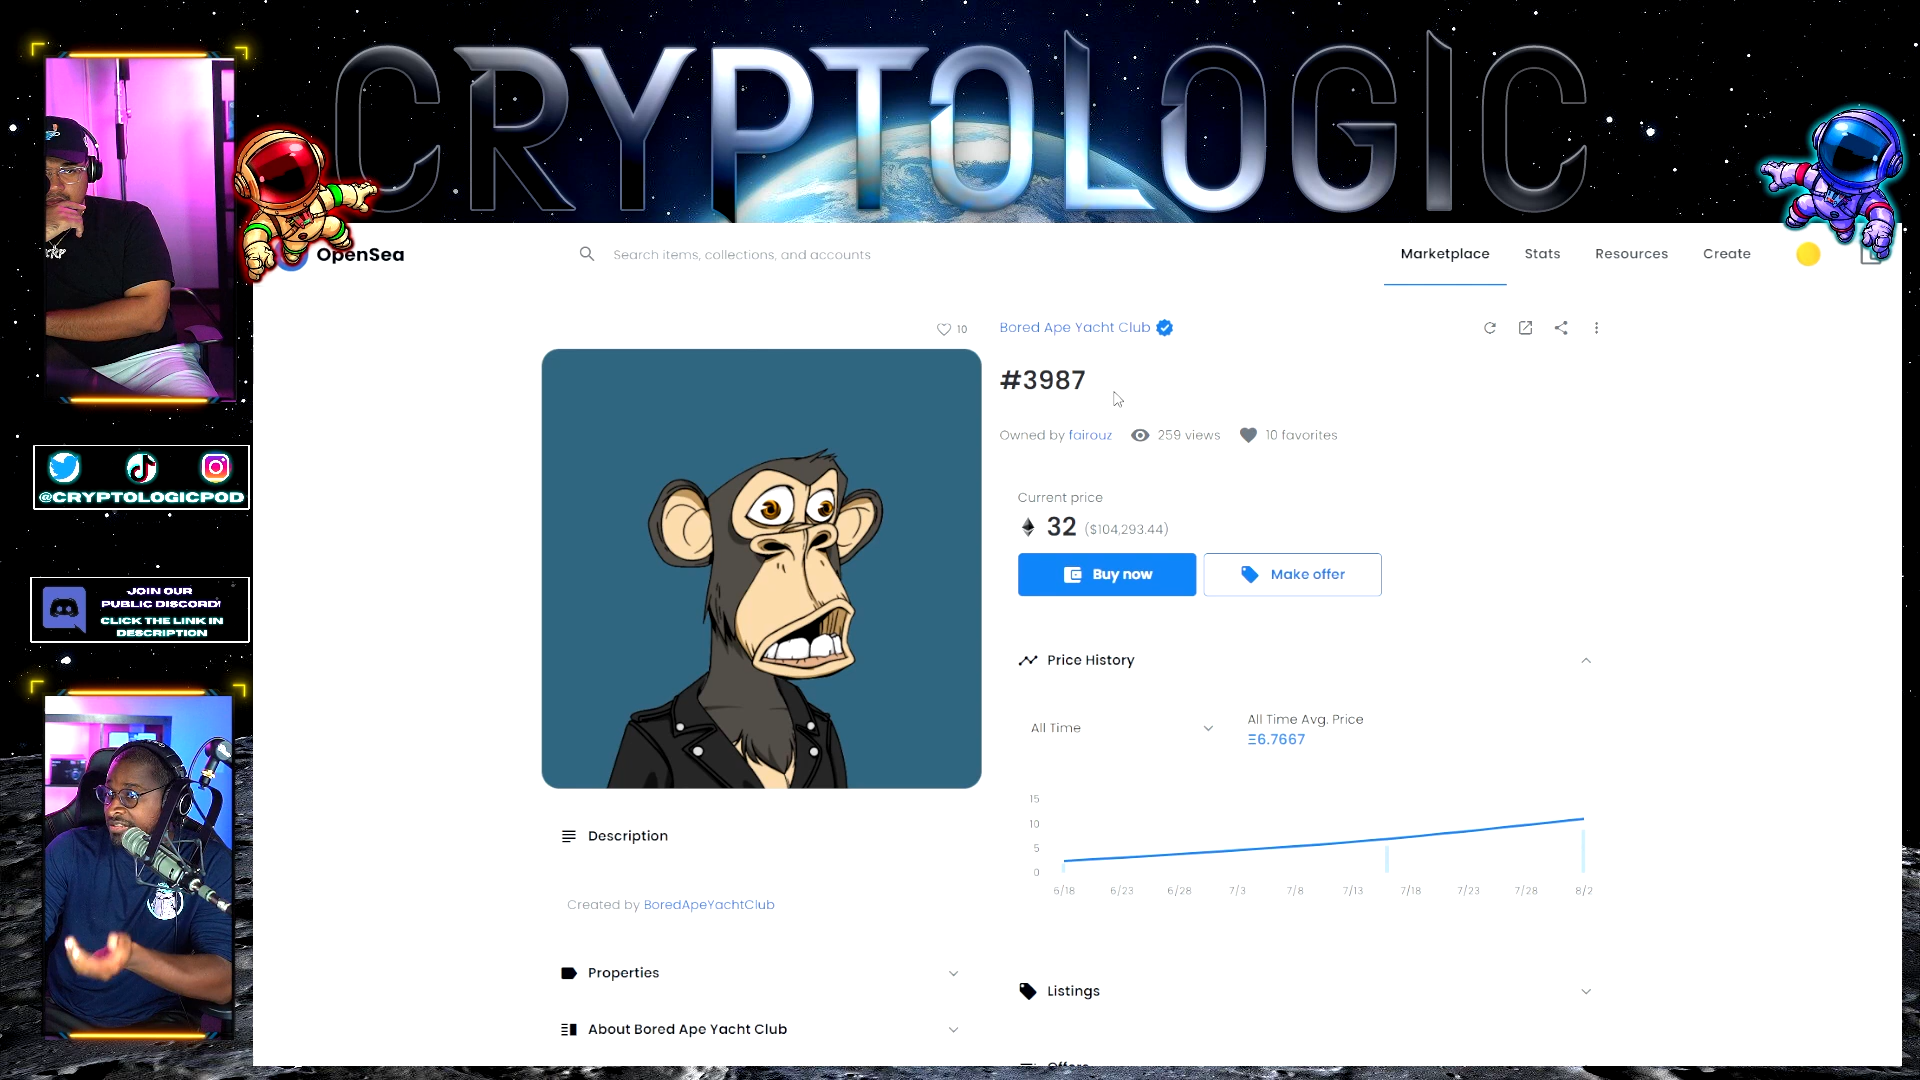 CRYPTOLOGIC
OpenSea
Search items, collections, and accounts
Marketplace
Stats
Resources
Create
10
Bored Ape Yacht Club
#3987
Owned by fairouz
259 views
10 favorites
Current price
32 ($104,293.44)
Buy now
Make offer
Price History
All Time
All Time Avg. Price
Ξ6.7667
15
10
5
0
6/18
6/23
6/28
7/3
7/8
7/13
7/18
7/23
7/28
8/2
Description
Created by BoredApeYachtClub
Properties
About Bored Ape Yacht Club
Listings
Offers
@CRYPTOLOGICPOD
JOIN OUR
PUBLIC DISCORD!
CLICK THE LINK IN
DESCRIPTION